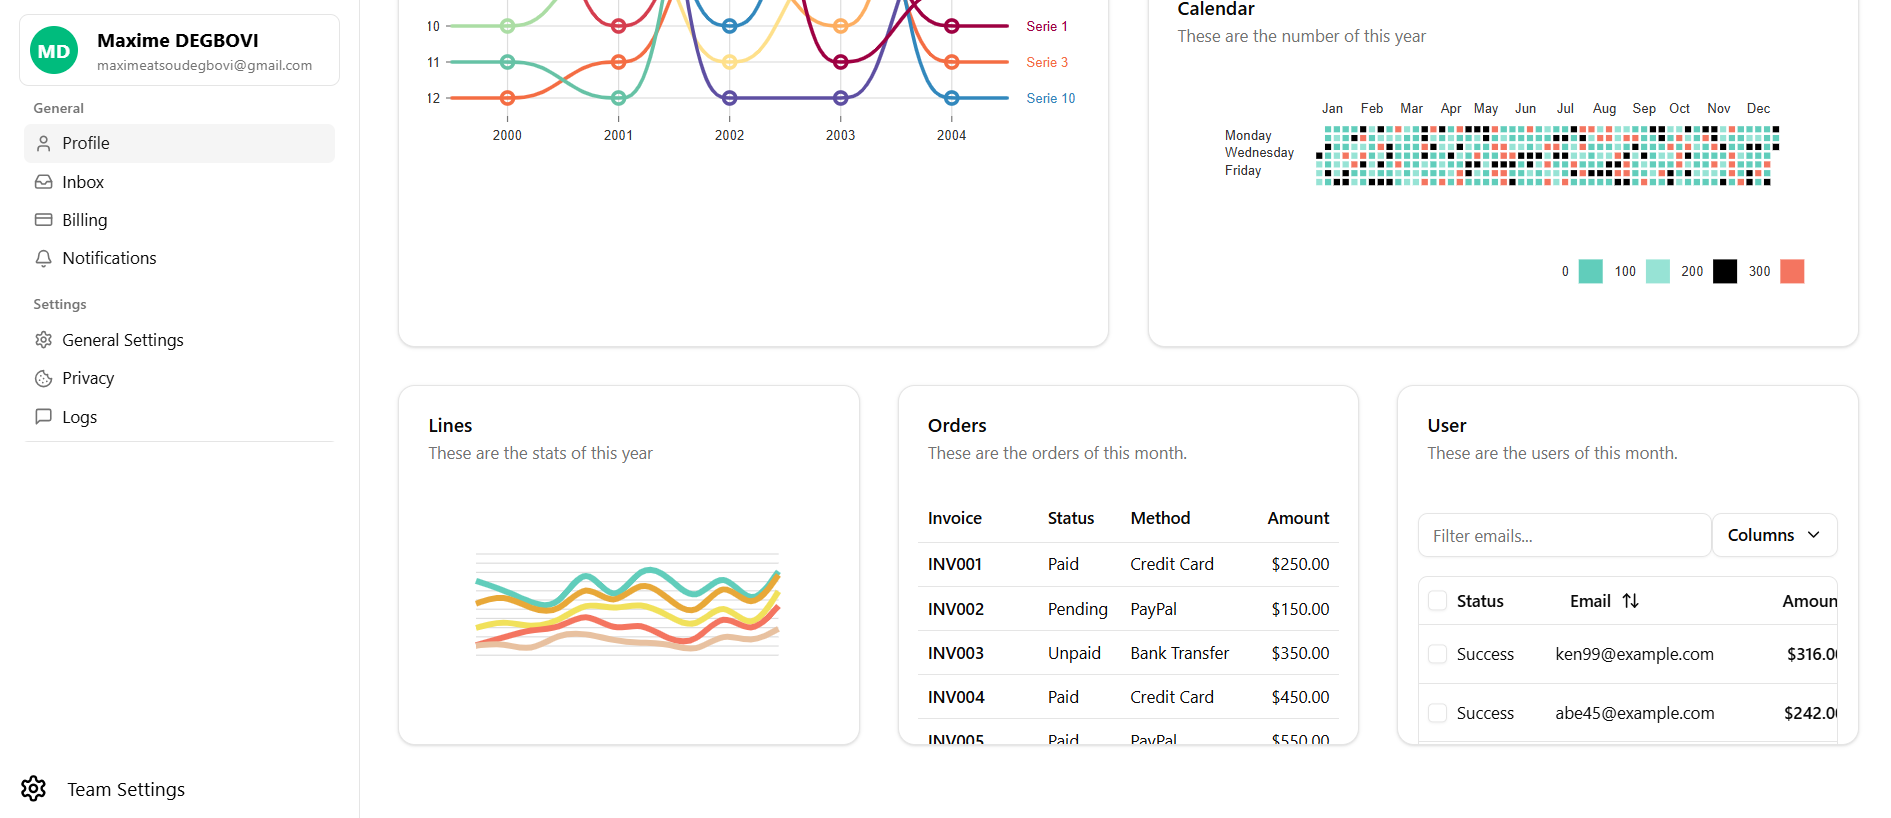 MD
Maxime DEGBOVI
maximeatsoudegbovi@gmail.com
General
Profile
Inbox
Billing
Notifications
Settings
General Settings
Privacy
Logs
Team Settings
10
11
12
Serie 1
Serie 3
Serie 10
2000 2001 2002 2003 2004
Calendar
These are the number of this year
Jan Feb Mar Apr May Jun Jul Aug Sep Oct Nov Dec
Monday
Wednesday
Friday
0 100 200 300
Lines
These are the stats of this year
Orders
These are the orders of this month.
Invoice Status Method Amount
INV001 Paid Credit Card $250.00
INV002 Pending PayPal $150.00
INV003 Unpaid Bank Transfer $350.00
INV004 Paid Credit Card $450.00
INV005 Paid PayPal $550.00
User
These are the users of this month.
Filter emails...
Columns
Status Email Amoun
Success ken99@example.com $316.0
Success abe45@example.com $242.0